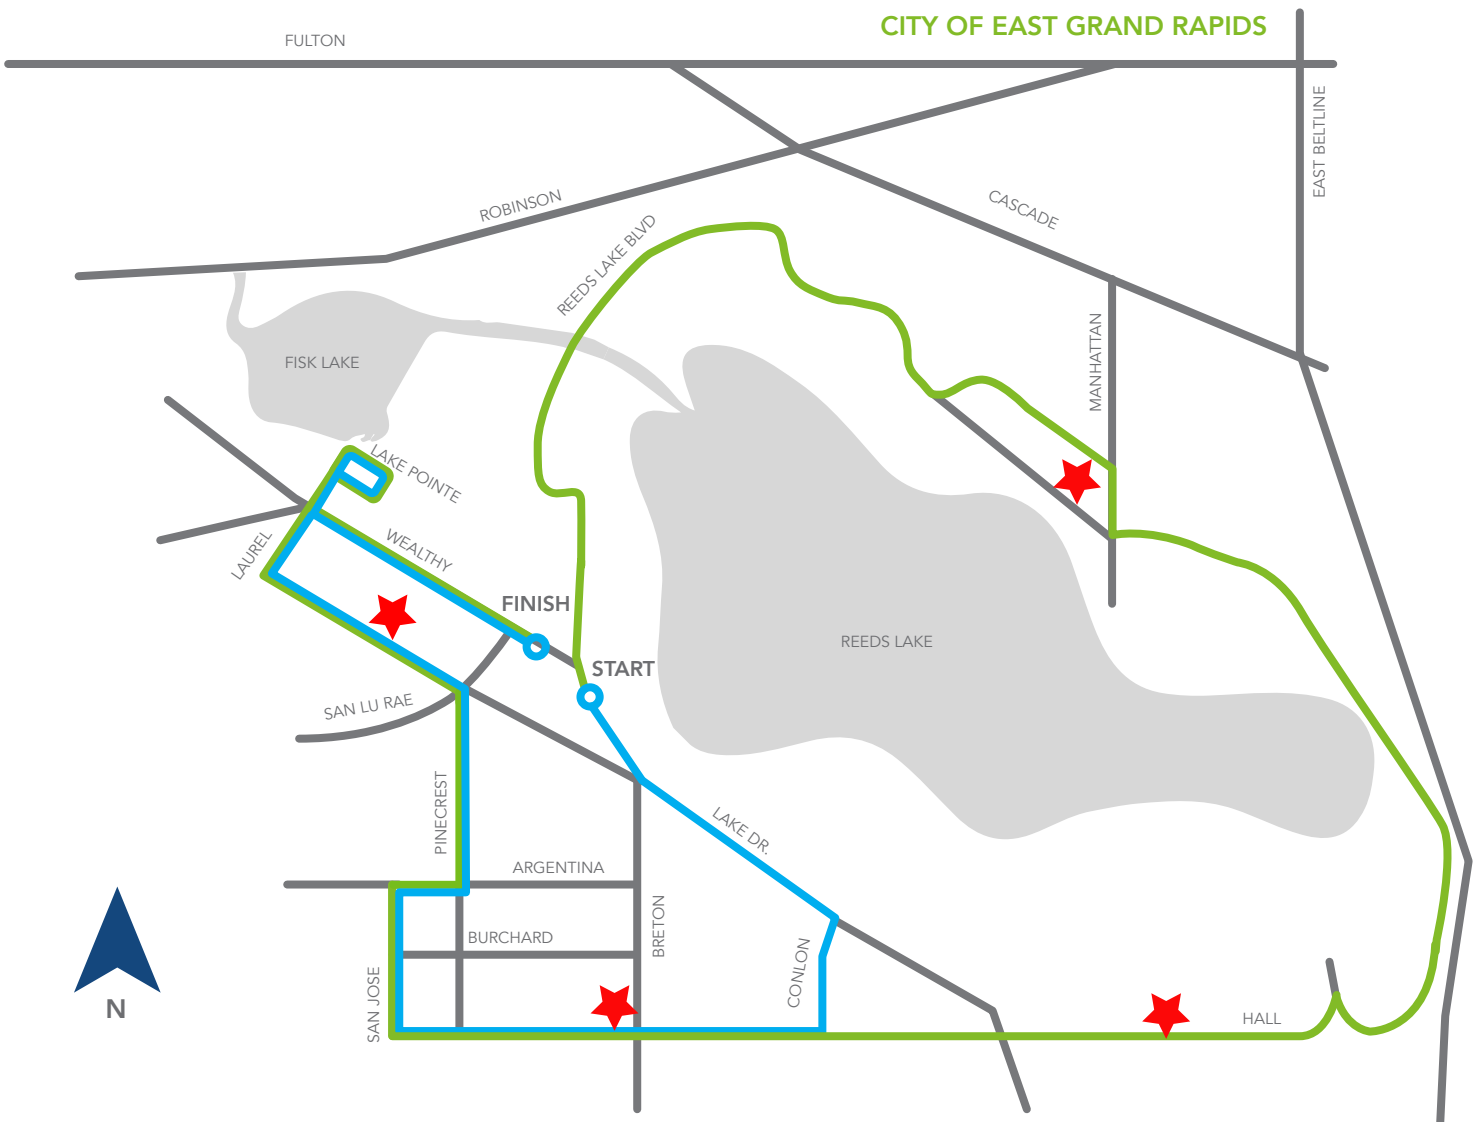 CITY OF EAST GRAND RAPIDS
FULTON
EAST BELTLINE
ROBINSON
CASCADE
REEDS LAKE BLVD
MANHATTAN
FISK LAKE
LAKE POINTE
WEALTHY
LAUREL
FINISH
REEDS LAKE
START
SAN LU RAE
PINECREST
LAKE DR.
ARGENTINA
BRETON
BURCHARD
CONLON
SAN JOSE
N
HALL